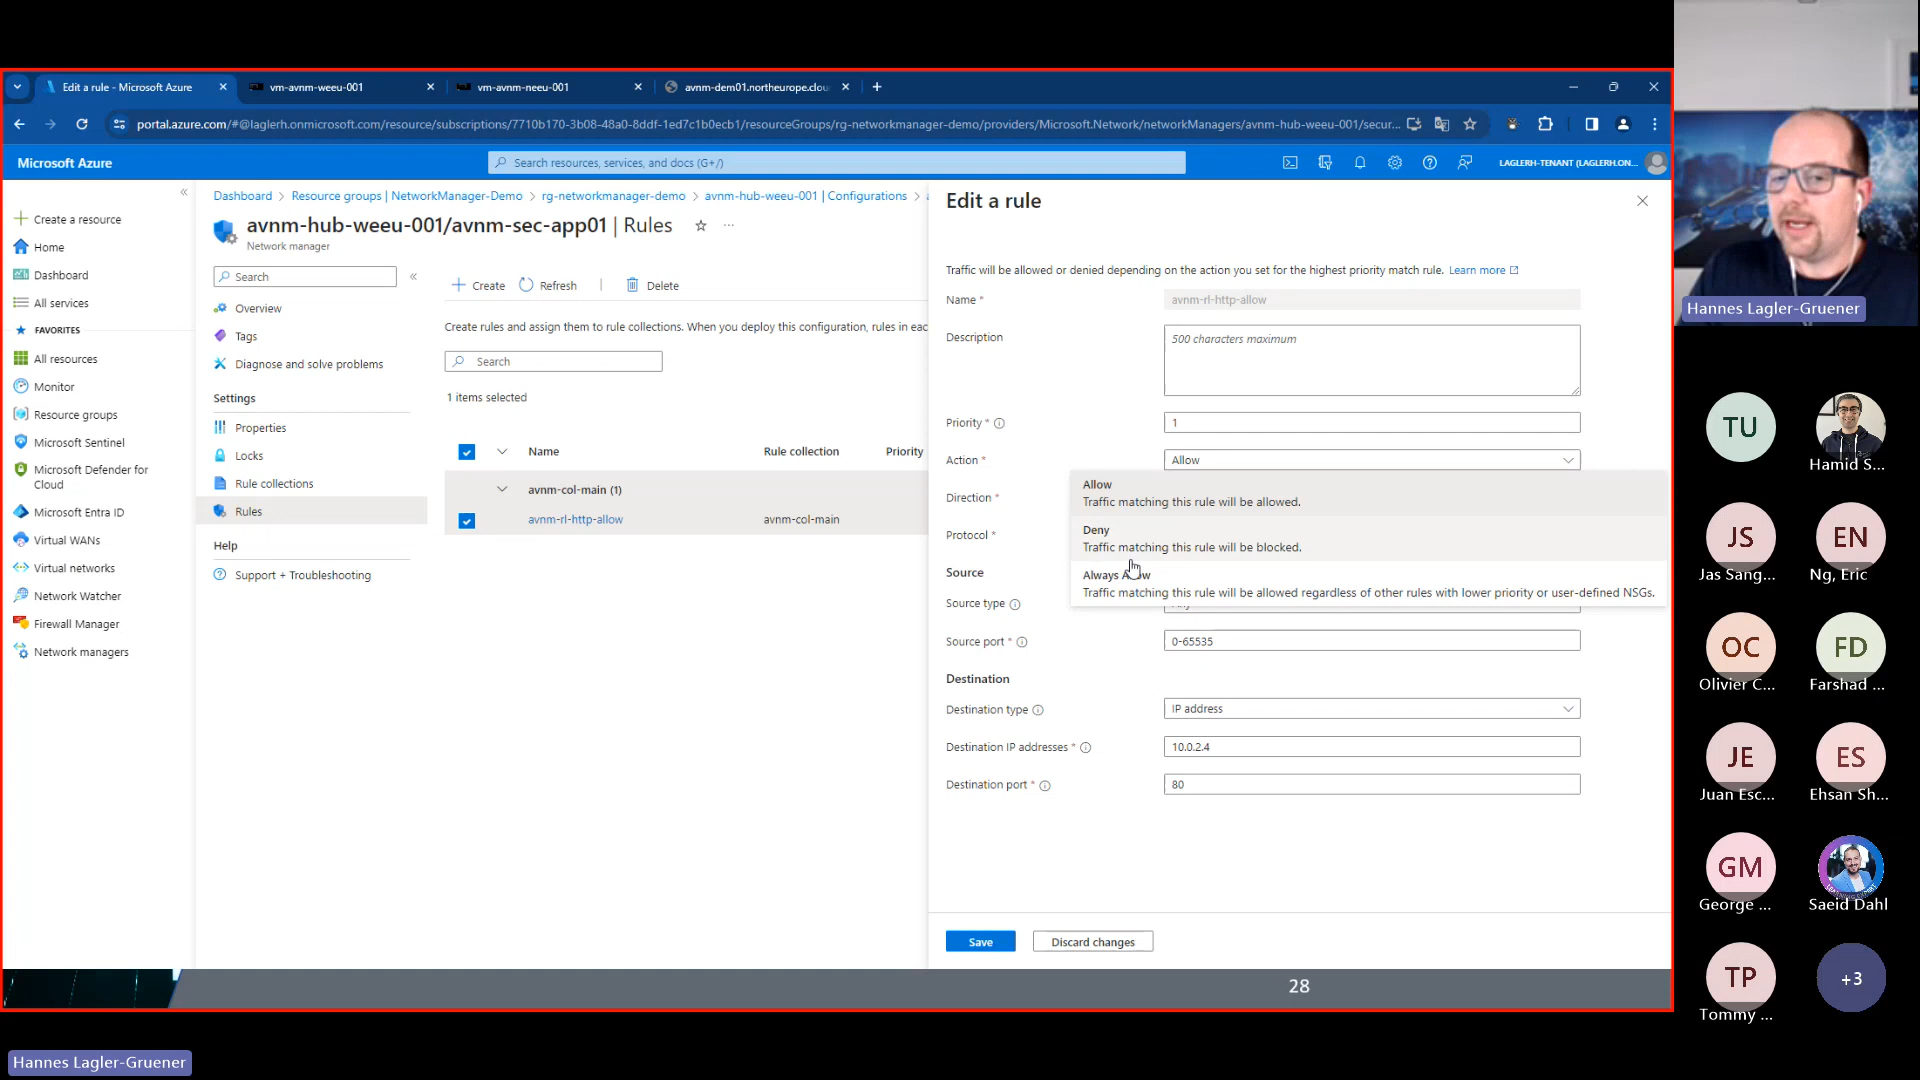 Edit a rule - Microsoft Azure
vm-avnm-weeu-001
vm-avnm-neeu-001
avnm-dem01.northeurope.clou
portal.azure.com/#@laglerh.onmicrosoft.com/resource/subscriptions/7710b170-3b08-48a0-8ddf-1ed7c1b0ecb1/resourceGroups/rg-networkmanager-demo/providers/Microsoft.Network/networkManagers/avnm-hub-weeu-001/secur...
Microsoft Azure
Search resources, services, and docs (G+/)
LAGLERH-TENANT (LAGLERH.ON...
Create a resource
Home
Dashboard
All services
FAVORITES
All resources
Monitor
Resource groups
Microsoft Sentinel
Microsoft Defender for
Cloud
Microsoft Entra ID
Virtual WANs
Virtual networks
Network Watcher
Firewall Manager
Network managers
Dashboard > Resource groups | NetworkManager-Demo > rg-networkmanager-demo > avnm-hub-weeu-001 | Configurations >
avnm-hub-weeu-001/avnm-sec-app01 | Rules
Network manager
Search
Overview
Tags
Diagnose and solve problems
Settings
Properties
Locks
Rule collections
Rules
Help
Support + Troubleshooting
Create
Refresh
Delete
Create rules and assign them to rule collections. When you deploy this configuration, rules in eac
Search
1 items selected
Name Rule collection Priority
avnm-col-main (1)
avnm-rl-http-allow avnm-col-main
Edit a rule
Traffic will be allowed or denied depending on the action you set for the highest priority match rule. Learn more
Name * avnm-rl-http-allow
Description 500 characters maximum
Priority * 1
Action * Allow
Direction *
Protocol *
Allow
Traffic matching this rule will be allowed.
Deny
Traffic matching this rule will be blocked.
Always Allow
Traffic matching this rule will be allowed regardless of other rules with lower priority or user-defined NSGs.
Source
Source type
Source port * 0-65535
Destination
Destination type IP address
Destination IP addresses * 10.0.2.4
Destination port * 80
Save
Discard changes
28
Hannes Lagler-Gruener
Hannes Lagler-Gruener
TU
Hamid S...
JS
Jas Sang...
EN
Ng, Eric
OC
Olivier C...
FD
Farshad ...
JE
Juan Esc...
ES
Ehsan Sh...
GM
George ...
Saeid Dahl
TP
Tommy ...
+3